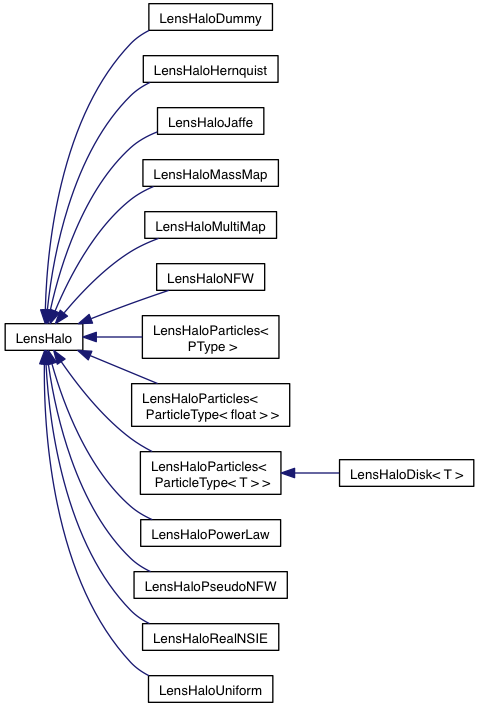 LensHaloDummy
LensHaloHernquist
LensHaloJaffe
LensHaloMassMap
LensHaloMultiMap
LensHaloNFW
LensHalo
LensHaloParticles<
PType >
LensHaloParticles<
ParticleType< float > >
LensHaloParticles<
ParticleType< T > >
LensHaloDisk< T >
LensHaloPowerLaw
LensHaloPseudoNFW
LensHaloRealNSIE
LensHaloUniform